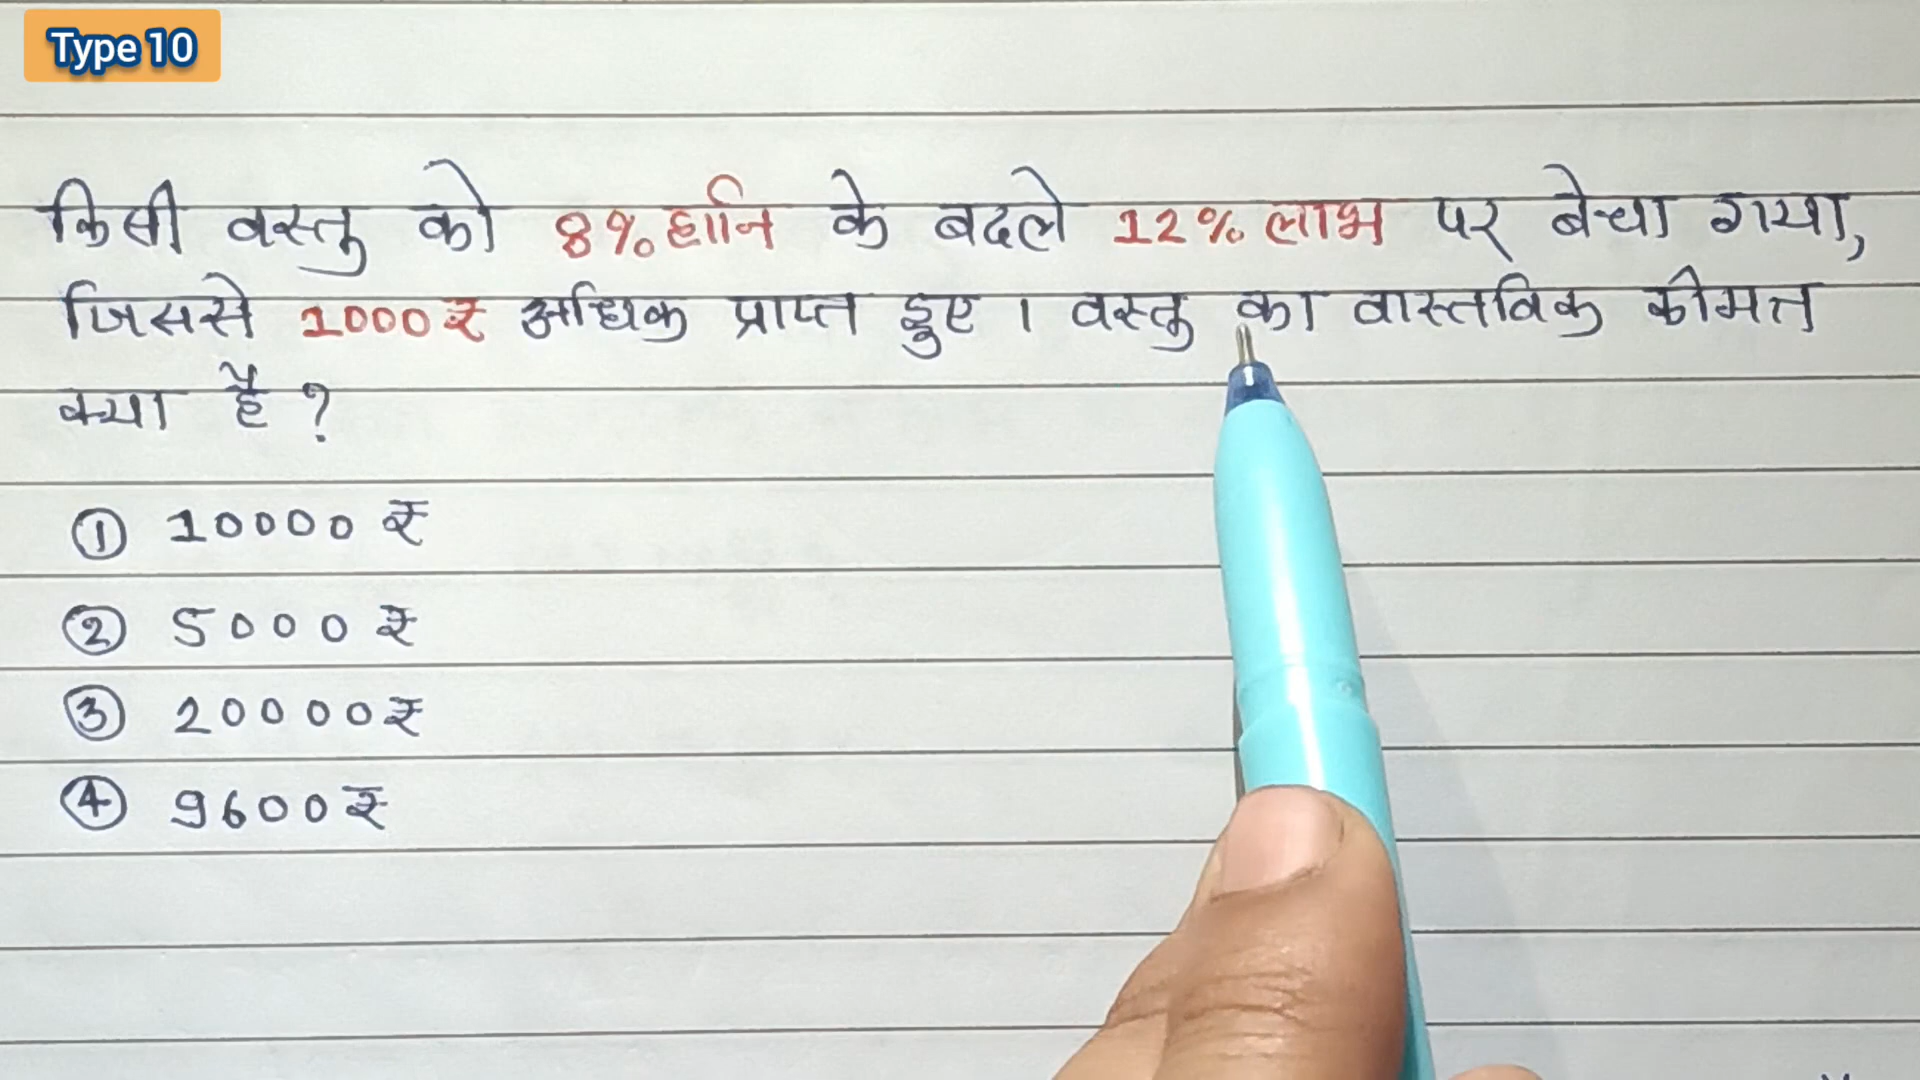 Type 10
किसी वस्तु को 8% हानि के बदले 12% लाभ पर बेचा गया,
जिससे 1000₹ अधिक प्राप्त हुए । वस्तु का वास्तविक कीमत
क्या है ?
① 10000 ₹
② 5000 ₹
③ 20000₹
④ 9600₹